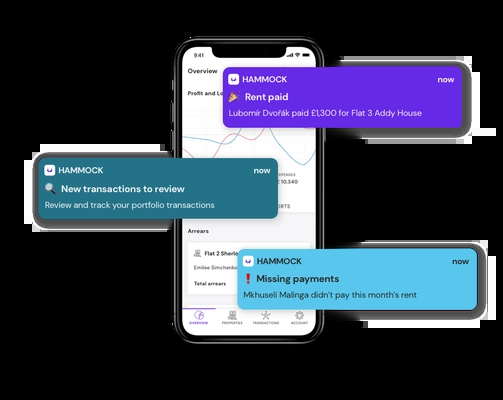 9:41
Overview
HAMMOCK
now
Rent paid
Lubomír Dvořák paid £1,300 for Flat 3 Addy House
Profit and Lo
HAMMOCK
now
New transactions to review
Review and track your portfolio transactions
10,340
ORTS
Arrears
Flat 2 Sherlo
Emilee Simchenko
Total arrears
HAMMOCK
now
Missing payments
Mkhuseli Malinga didn't pay this month's rent
OVERVIEW
PROPERTIES
TRANSACTIONS
ACCOUNT